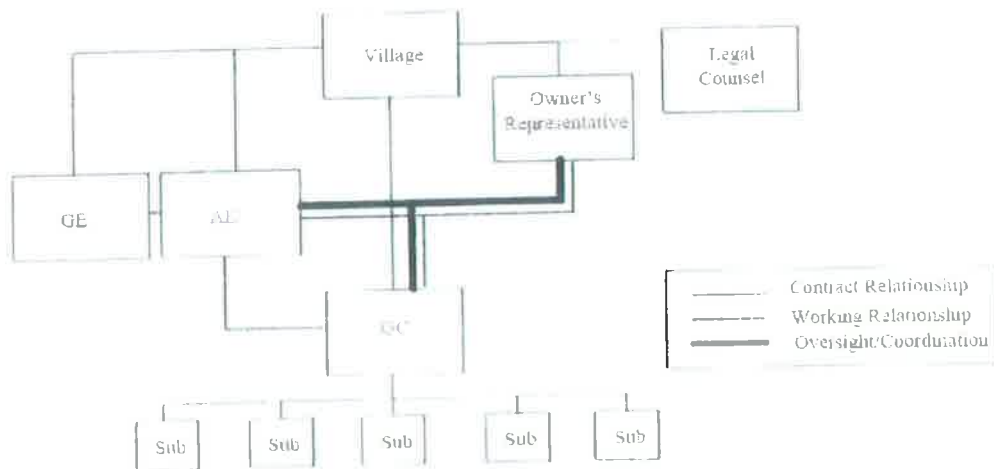 Village
Legal
Counsel
Owner's
Representative
GE
AE
GC
Contract Relationship
Working Relationship
Oversight/Coordination
Sub
Sub
Sub
Sub
Sub